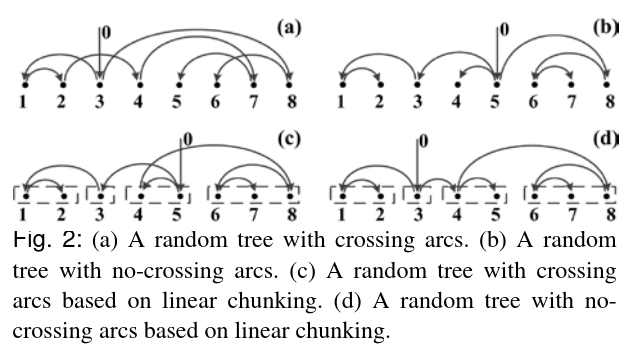 0 (a) 0 (b)
1 2 3 4 5 6 7 8 1 2 3 4 5 6 7 8
0 (c) 0 (d)
1 2 3 4 5 6 7 8 1 2 3 4 5 6 7 8
Fig. 2: (a) A random tree with crossing arcs. (b) A random
tree with no-crossing arcs. (c) A random tree with crossing
arcs based on linear chunking. (d) A random tree with no-
crossing arcs based on linear chunking.